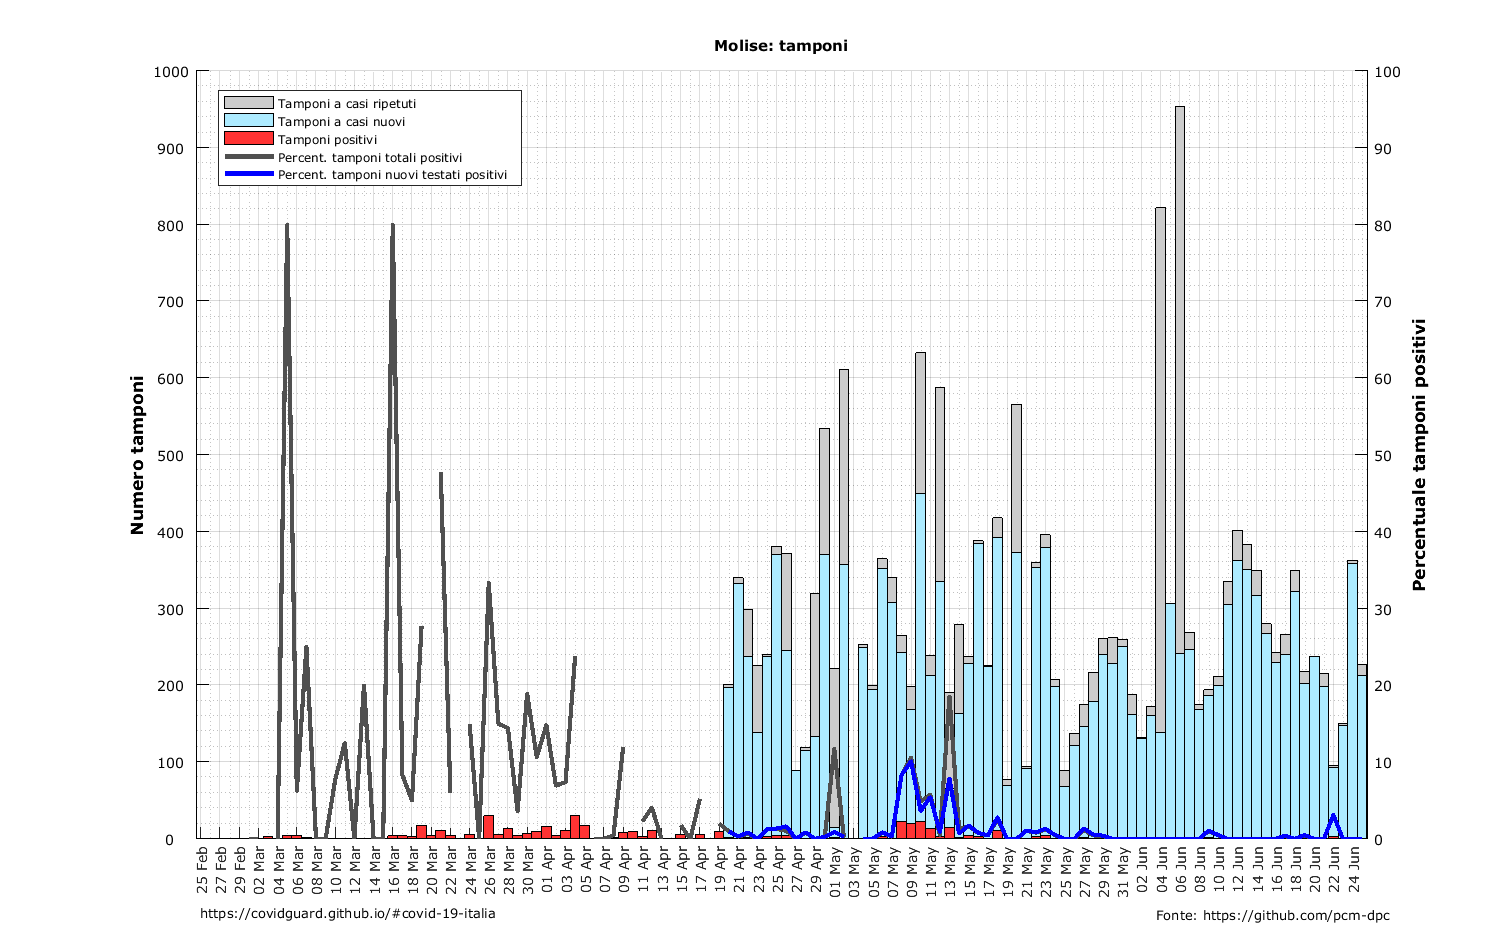 Molise: tamponi
Tamponi a casi ripetuti
Tamponi a casi nuovi
Tamponi positivi
Percent. tamponi totali positivi
Percent. tamponi nuovi testati positivi
Numero tamponi
1000
900
800
700
600
500
400
300
200
100
0
Percentuale tamponi positivi
100
90
80
70
60
50
40
30
20
10
0
25 Feb
27 Feb
29 Feb
02 Mar
04 Mar
06 Mar
08 Mar
10 Mar
12 Mar
14 Mar
16 Mar
18 Mar
20 Mar
22 Mar
24 Mar
26 Mar
28 Mar
30 Mar
01 Apr
03 Apr
05 Apr
07 Apr
09 Apr
11 Apr
13 Apr
15 Apr
17 Apr
19 Apr
21 Apr
23 Apr
25 Apr
27 Apr
29 Apr
01 May
03 May
05 May
07 May
09 May
11 May
13 May
15 May
17 May
19 May
21 May
23 May
25 May
27 May
29 May
31 May
02 Jun
04 Jun
06 Jun
08 Jun
10 Jun
12 Jun
14 Jun
16 Jun
18 Jun
20 Jun
22 Jun
24 Jun
https://covidguard.github.io/#covid-19-italia
Fonte: https://github.com/pcm-dpc